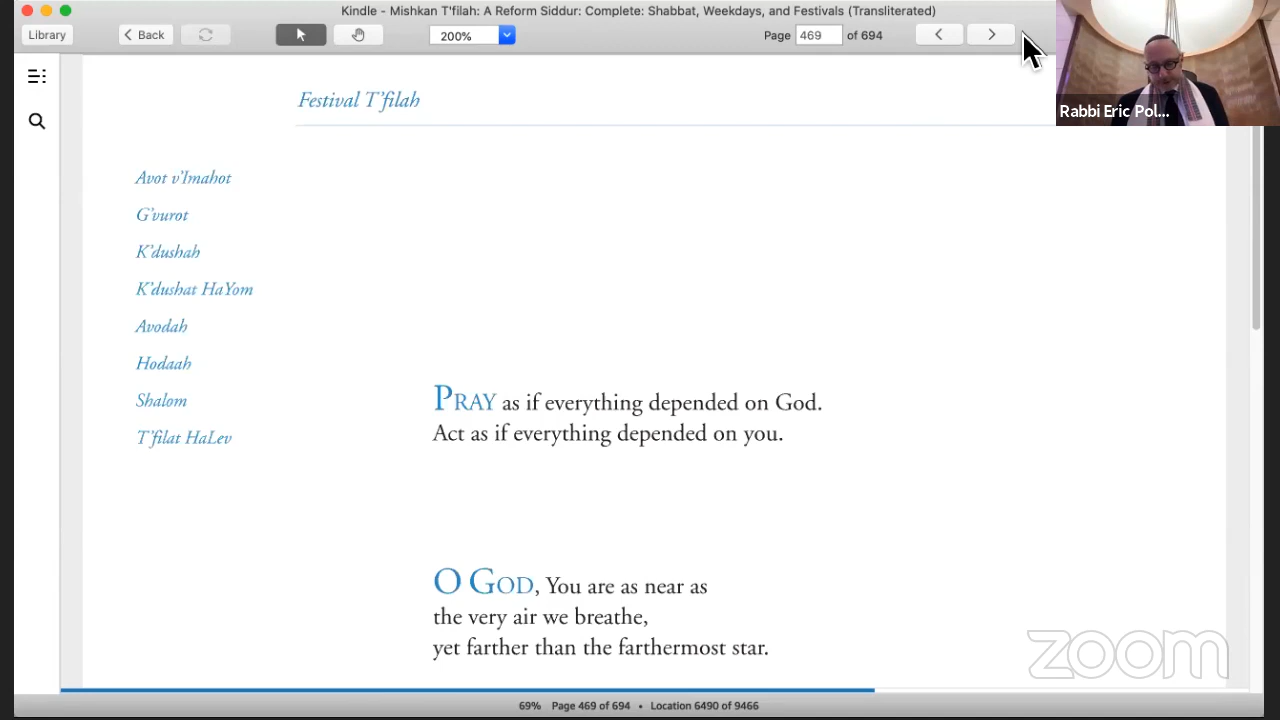 Kindle - Mishkan T'filah: A Reform Siddur: Complete: Shabbat, Weekdays, and Festivals (Transliterated)
Library
Back
200%
Page 469 of 694
Rabbi Eric Pol...
Festival T'filah
Avot v'Imahot
G'vurot
K'dushah
K'dushat HaYom
Avodah
Hodaah
Shalom
T'filat HaLev
PRAY as if everything depended on God.
Act as if everything depended on you.
O GOD, You are as near as
the very air we breathe,
yet farther than the farthermost star.
zoom
69% Page 469 of 694 • Location 6490 of 9466